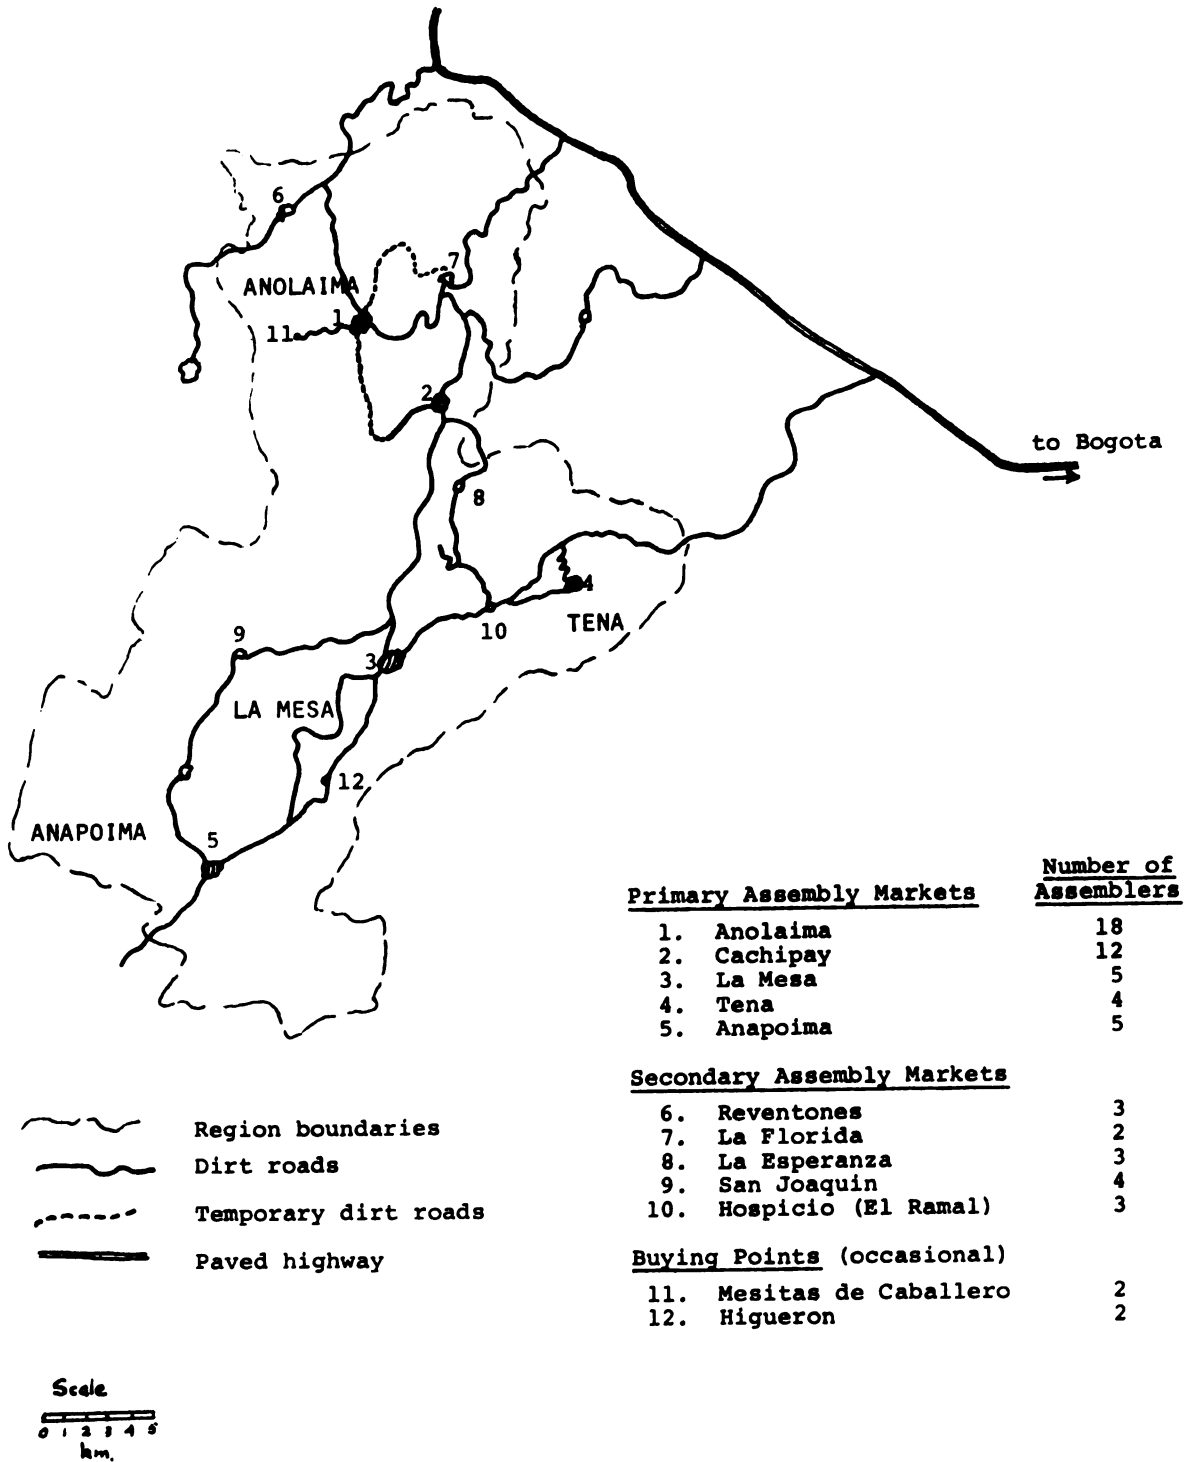 6
7
ANOLAIMA
1
11
2
to Bogota
8
4
10
TENA
9
3
LA MESA
12
ANAPOIMA
5
Number of
Primary Assembly Markets Assemblers
1. Anolaima 18
2. Cachipay 12
3. La Mesa 5
4. Tena 4
5. Anapoima 5
Secondary Assembly Markets
6. Reventones 3
7. La Florida 2
8. La Esperanza 3
9. San Joaquin 4
10. Hospicio (El Ramal) 3
Buying Points (occasional)
11. Mesitas de Caballero 2
12. Higueron 2
Region boundaries
Dirt roads
Temporary dirt roads
Paved highway
Scale
0 1 2 3 4 5
km.